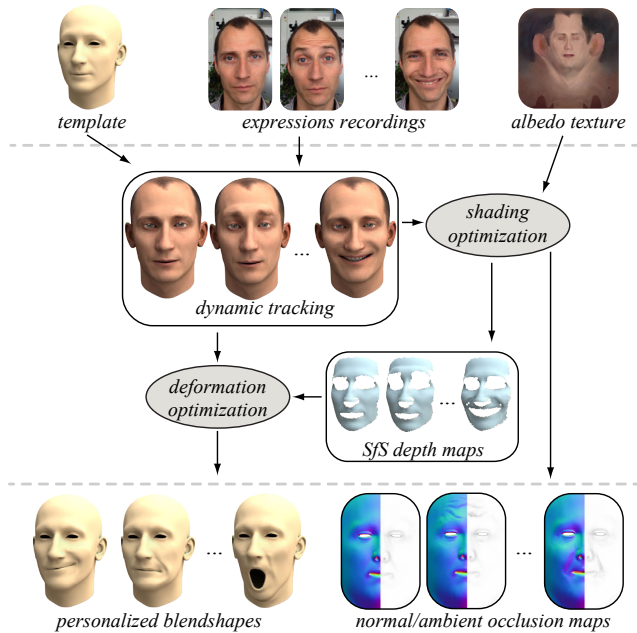 template
expressions recordings
albedo texture
...
shading
optimization
...
dynamic tracking
deformation
optimization
...
SfS depth maps
...
...
personalized blendshapes
normal/ambient occlusion maps